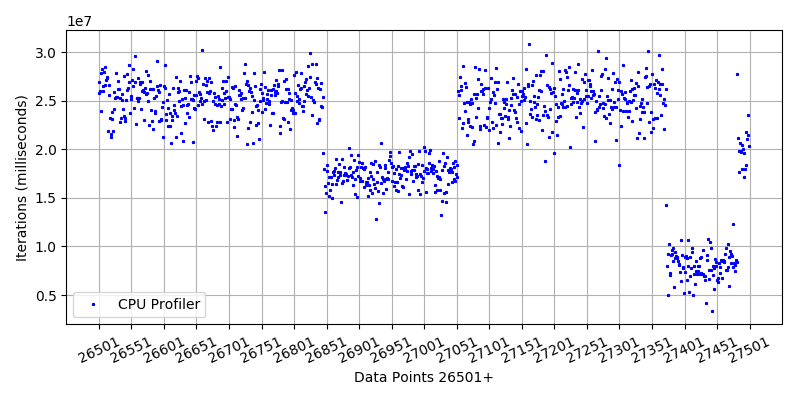 1e7
3.0
2.5
2.0
1.5
1.0
0.5
Iterations (milliseconds)
CPU Profiler
26501 26551 26601 26651 26701 26751 26801 26851 26901 26951 27001 27051 27101 27151 27201 27251 27301 27351 27401 27451 27501
Data Points 26501+